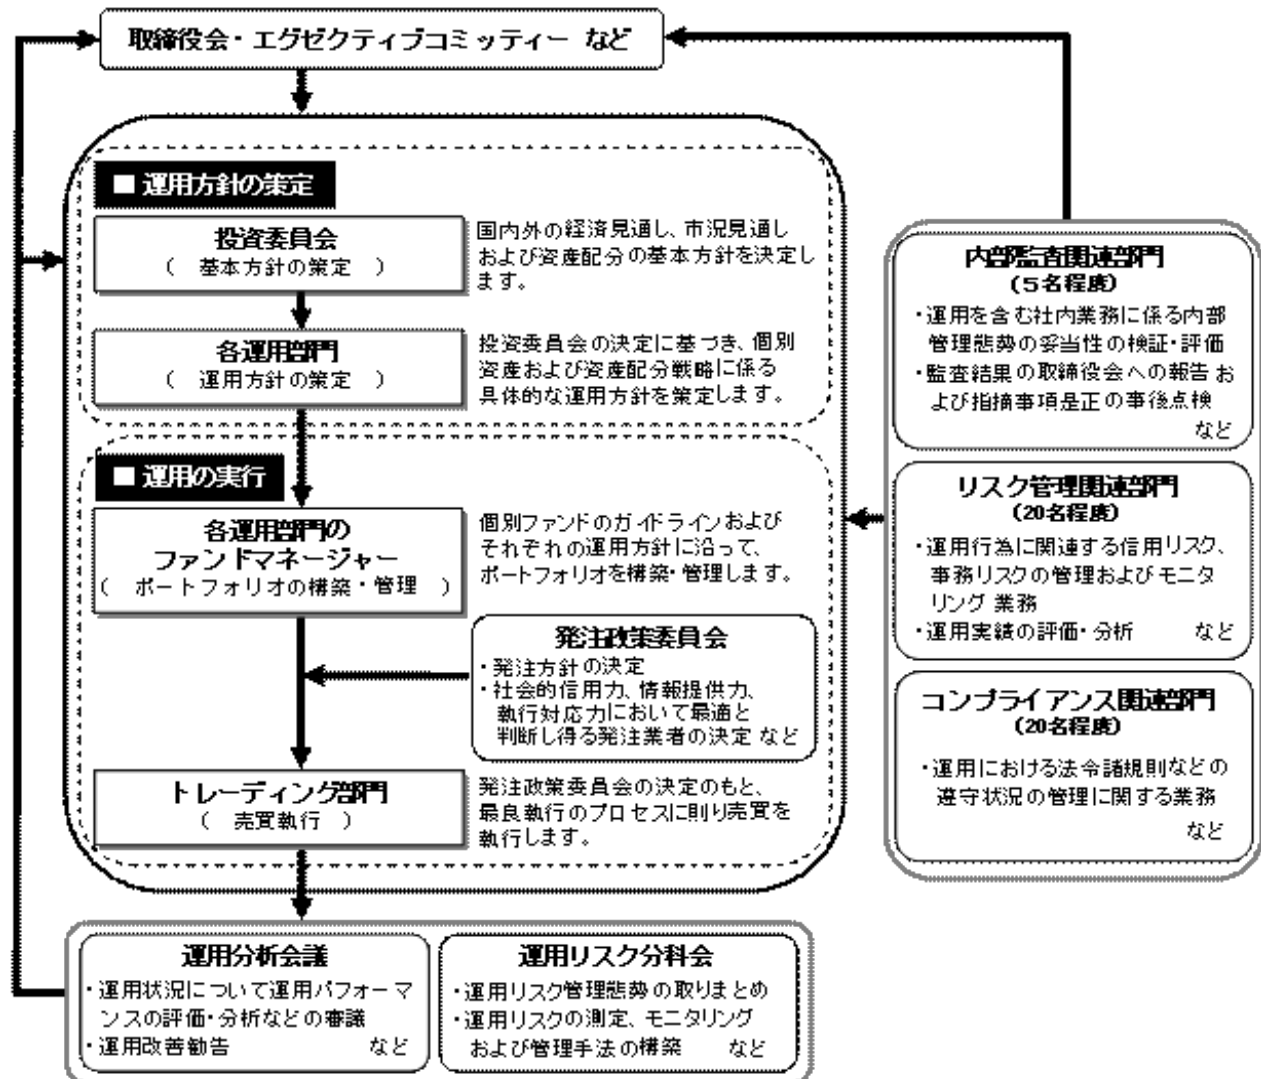 取締役会・エグゼクティブコミッティー など
■ 運用方針の策定
投資委員会
( 基本方針の策定 )
国内外の経済見通し、市況見通し
および資産配分の基本方針を決定し
ます。
各運用部門
( 運用方針の策定 )
投資委員会の決定に基づき、個別
資産および資産配分戦略に係る
具体的な運用方針を策定します。
■ 運用の実行
各運用部門の
ファンドマネージャー
( ポートフォリオの構築・管理 )
個別ファンドのガイドラインおよび
それぞれの運用方針に沿って、
ポートフォリオを構築・管理します。
発注政策委員会
・発注方針の決定
・社会的信用力、情報提供力、
執行対応力において最適と
判断し得る発注業者の決定 など
トレーディング部門
( 売買執行 )
発注政策委員会の決定のもと、
最良執行のプロセスに則り売買を
執行します。
内部監査関連部門
(5名程度)
・運用を含む社内業務に係る内部
管理態勢の妥当性の検証・評価
・監査結果の取締役会への報告 お
よび指摘事項是正の事後点検
など
リスク管理関連部門
(20名程度)
・運用行為に関連する信用リスク、
事務リスクの管理および モニタ
リング 業務
・運用実績の評価・分析 など
コンプライアンス関連部門
(20名程度)
・運用における法令諸規則などの
遵守状況の管理に関する業務
など
運用分析会議
・運用状況について運用パフォーマ
ンスの評価・分析などの審議
・運用改善勧告 など
運用リスク分科会
・運用リスク管理態勢の取りまとめ
・運用リスクの測定、モニタリング
および管理手法の構築 など